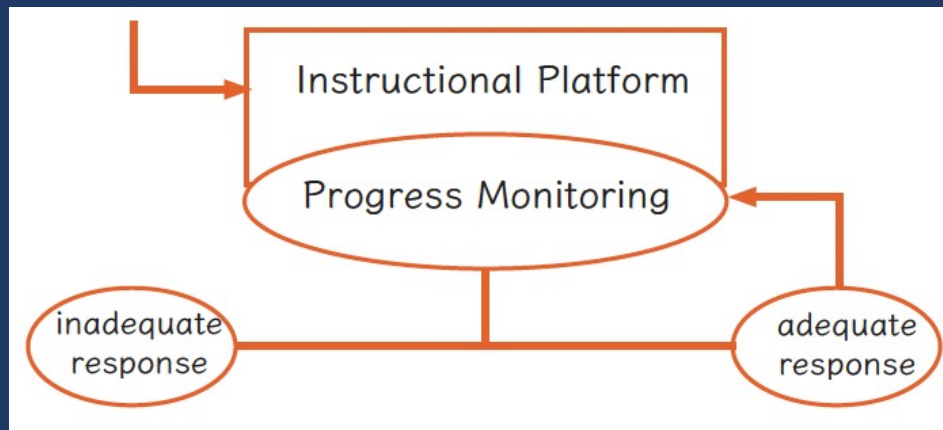 Instructional Platform
Progress Monitoring
inadequate
response
adequate
response